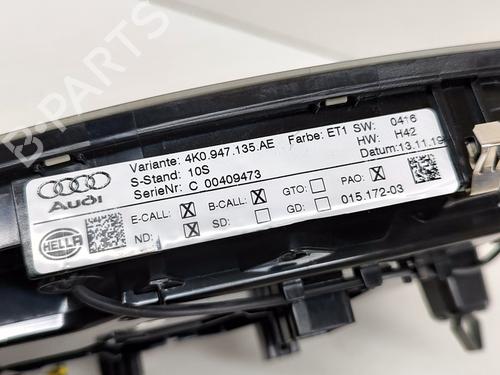 Variante: 4K0.947.135.AE Farbe: ET1 SW: 0416
S-Stand: 10S HW: H42
SerieNr: C 00409473 Datum:13.11.19
Audi
E-CALL: B-CALL: GTO: PAO:
ND: SD: GD: 015.172-03
HELLA
B-PARTS